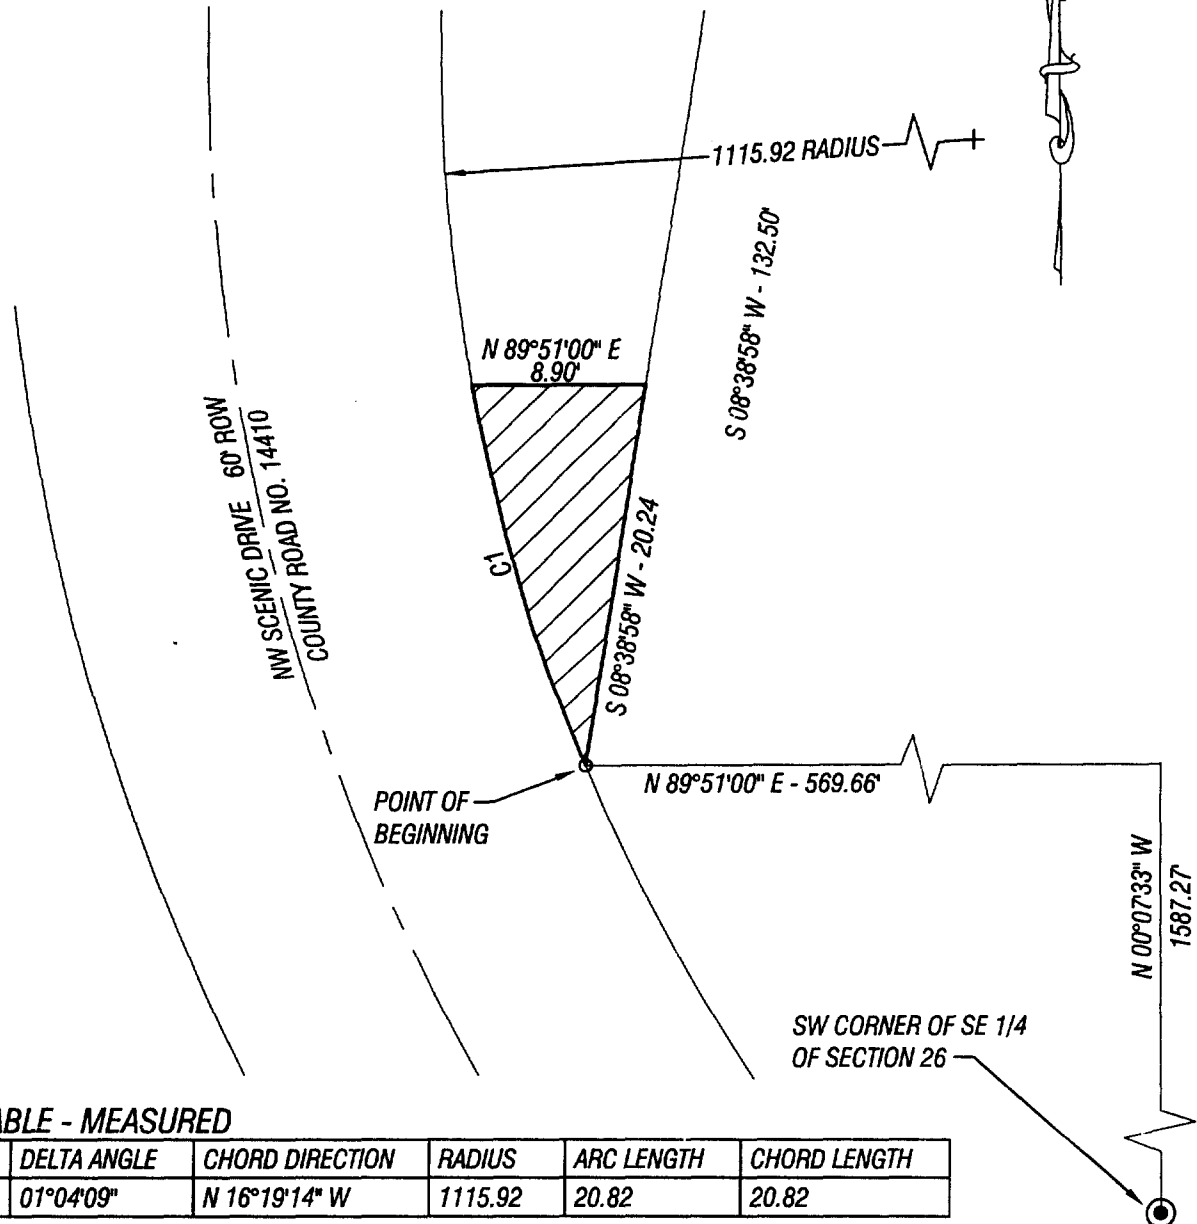 1115.92 RADIUS
S 08°38'58" W - 132.50'
N 89°51'00" E
8.90'
NW SCENIC DRIVE 60' ROW
COUNTY ROAD NO. 14410
C1
S 08°38'58" W - 20.24
POINT OF
BEGINNING
N 89°51'00" E - 569.66'
N 00°07'33" W
1587.27'
SW CORNER OF SE 1/4
OF SECTION 26
ABLE - MEASURED
DELTA ANGLE CHORD DIRECTION RADIUS ARC LENGTH CHORD LENGTH
01°04'09" N 16°19'14" W 1115.92 20.82 20.82